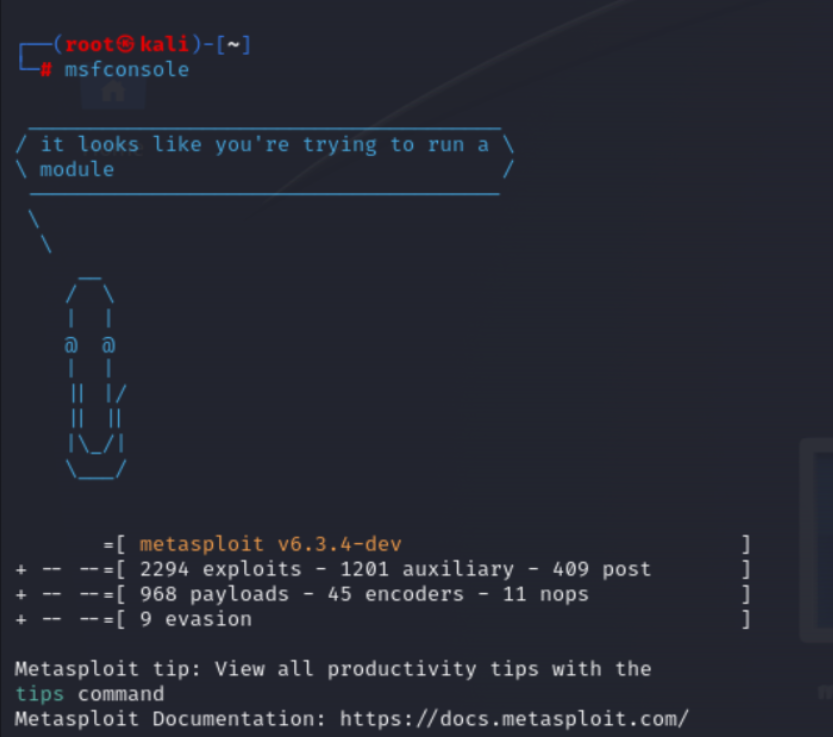 ┌──(root㉿kali)-[~]
└─# msfconsole
 _____________________________________
/ it looks like you're trying to run a \
\ module                               /
 -------------------------------------
 \
  \
     __
    /  \
    |  |
    @  @
    |  |
    || |/
    || ||
    |\_/|
    \___/
       =[ metasploit v6.3.4-dev                           ]
+ -- --=[ 2294 exploits - 1201 auxiliary - 409 post       ]
+ -- --=[ 968 payloads - 45 encoders - 11 nops            ]
+ -- --=[ 9 evasion                                       ]
Metasploit tip: View all productivity tips with the
tips command
Metasploit Documentation: https://docs.metasploit.com/